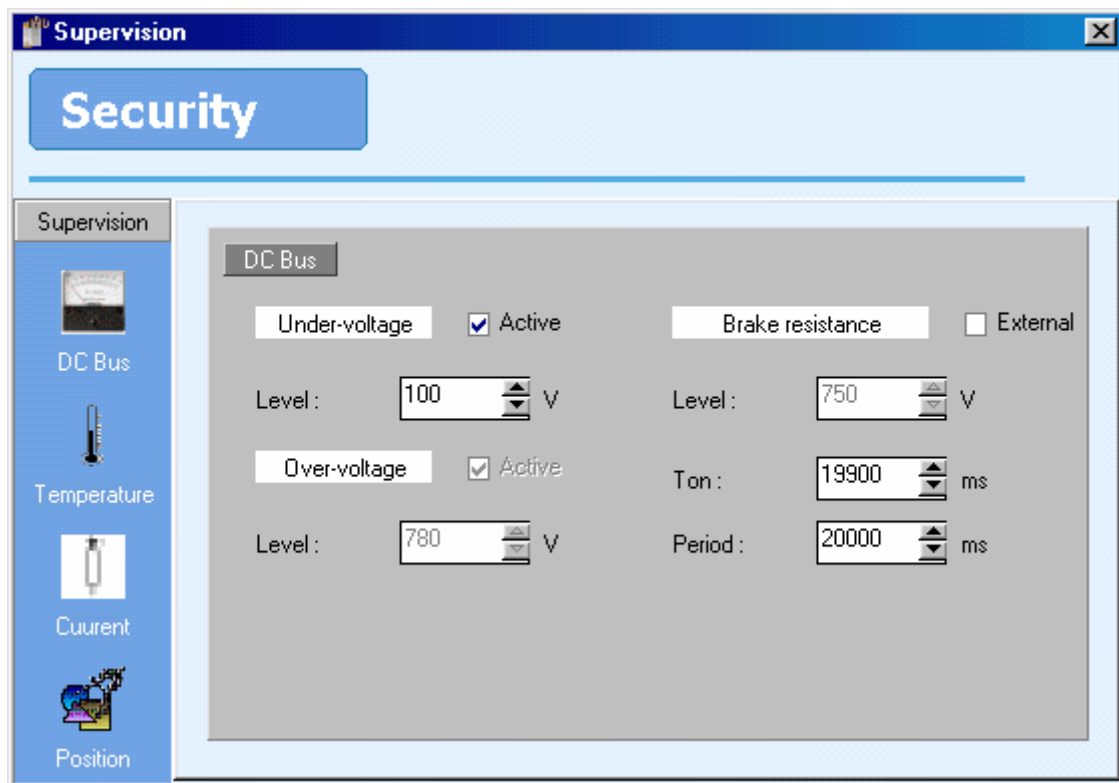 Supervision
Security
Supervision
DC Bus
Temperature
Cuurent
Position
DC Bus
Under-voltage Active
Level : 100 V
Over-voltage Active
Level : 780 V
Brake resistance External
Level : 750 V
Ton : 19900 ms
Period : 20000 ms